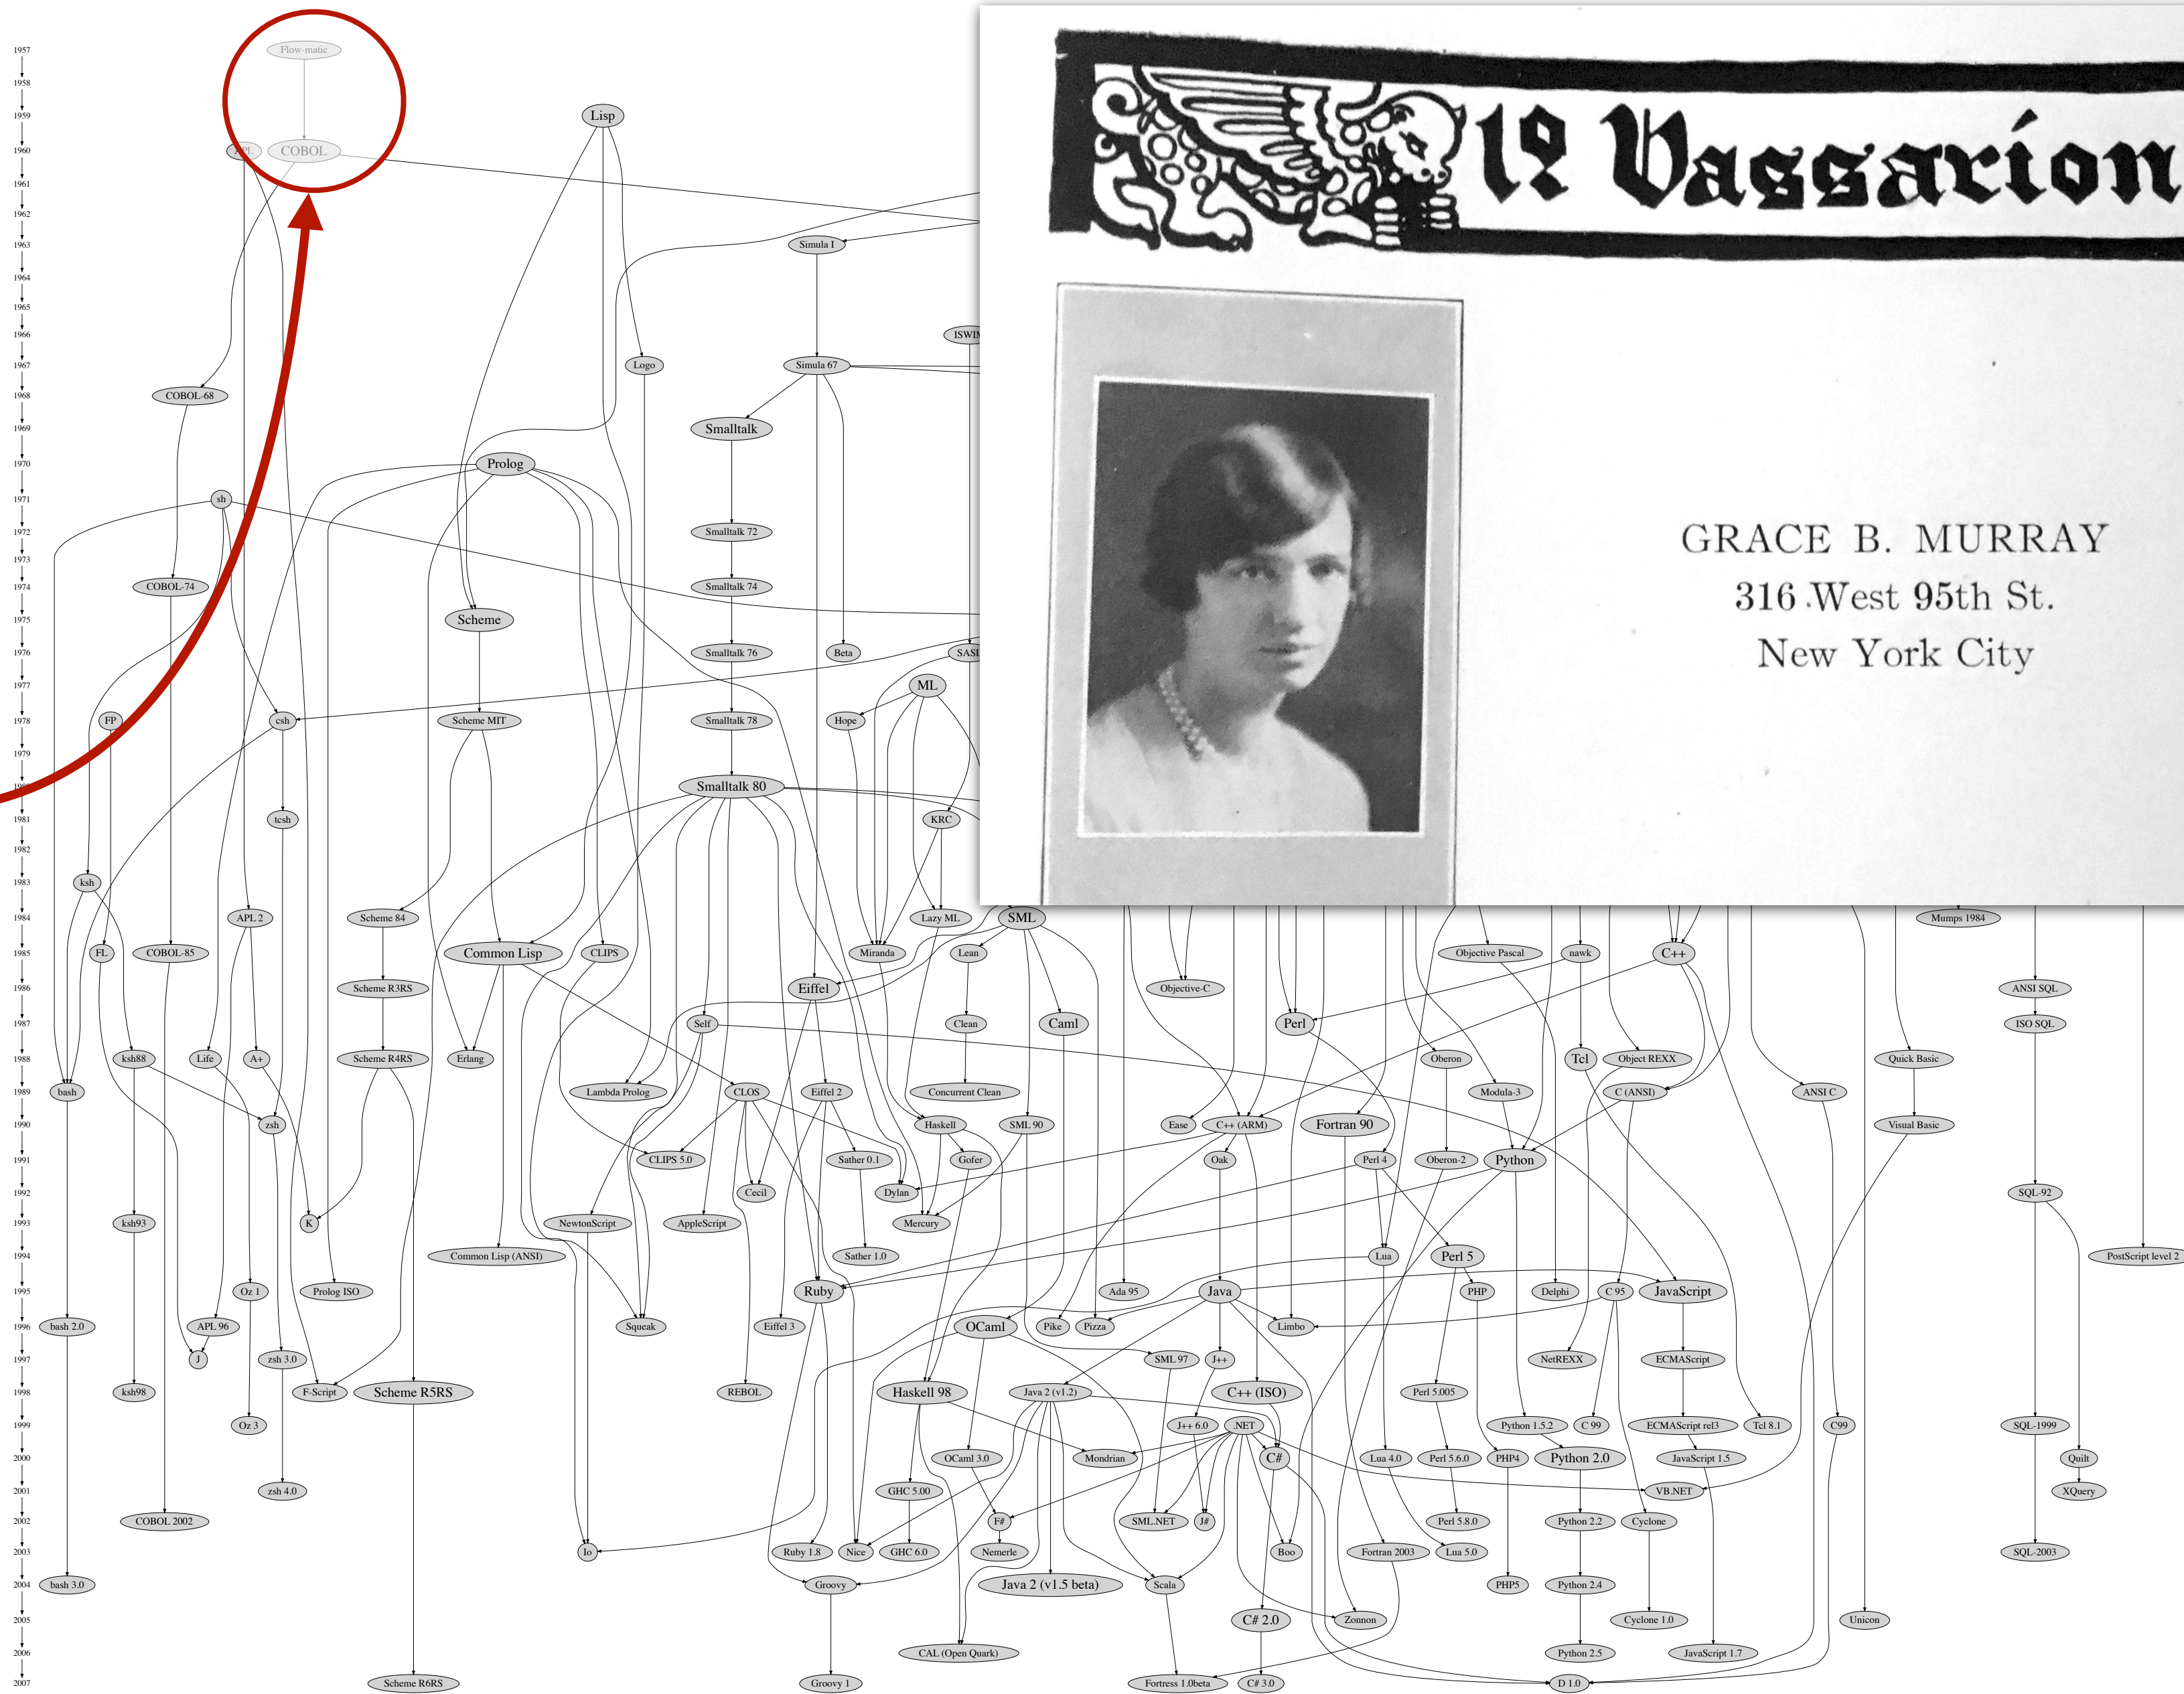 19 Vassarion
GRACE B. MURRAY
316 West 95th St.
New York City
1957
Flow-matic
1958
1959
Lisp
1960
APL
COBOL
1961
1962
1963
Simula I
1964
1965
1966
ISWIM
1967
Logo
Simula 67
1968
COBOL-68
1969
Smalltalk
1970
Prolog
1971
sh
1972
Smalltalk 72
1973
1974
COBOL-74
Smalltalk 74
1975
Scheme
1976
Smalltalk 76
Beta
SASL
1977
ML
1978
FP
csh
Scheme MIT
Smalltalk 78
Hope
1979
Smalltalk 80
1981
tcsh
KRC
1982
1983
ksh
1984
APL 2
Scheme 84
Lazy ML
SML
Mumps 1984
1985
FL
COBOL-85
Common Lisp
CLIPS
Miranda
Lean
Objective Pascal
nawk
C++
1986
Scheme R3RS
Eiffel
Objective-C
ANSI SQL
1987
Self
Clean
Caml
Perl
ISO SQL
1988
ksh88
Life
A+
Scheme R4RS
Erlang
Oberon
Tcl
Object REXX
Quick Basic
1989
bash
Lambda Prolog
CLOS
Eiffel 2
Concurrent Clean
Modula-3
C (ANSI)
ANSI C
1990
zsh
Haskell
SML 90
Ease
C++ (ARM)
Fortran 90
Visual Basic
1991
CLIPS 5.0
Sather 0.1
Gofer
Oak
Perl 4
Oberon-2
Python
1992
Cecil
Dylan
SQL-92
1993
ksh93
K
NewtonScript
AppleScript
Mercury
1994
Common Lisp (ANSI)
Sather 1.0
Lua
Perl 5
PostScript level 2
1995
Oz 1
Prolog ISO
Ruby
Ada 95
Java
PHP
Delphi
C 95
JavaScript
1996
bash 2.0
APL 96
Squeak
Eiffel 3
OCaml
Pike
Pizza
Limbo
1997
J
zsh 3.0
SML 97
J++
NetREXX
ECMAScript
1998
ksh98
F-Script
Scheme R5RS
REBOL
Haskell 98
Java 2 (v1.2)
C++ (ISO)
Perl 5.005
1999
Oz 3
J++ 6.0
.NET
Python 1.5.2
C 99
ECMAScript rel3
Tcl 8.1
C99
SQL-1999
2000
OCaml 3.0
Mondrian
C#
Lua 4.0
Perl 5.6.0
PHP4
Python 2.0
JavaScript 1.5
Quilt
2001
zsh 4.0
GHC 5.00
VB.NET
XQuery
2002
COBOL 2002
F#
SML.NET
J#
Perl 5.8.0
Python 2.2
Cyclone
2003
Io
Ruby 1.8
Nice
GHC 6.0
Nemerle
Boo
Fortran 2003
Lua 5.0
SQL-2003
2004
bash 3.0
Groovy
Java 2 (v1.5 beta)
Scala
PHP5
Python 2.4
2005
C# 2.0
Zonnon
Cyclone 1.0
Unicon
2006
CAL (Open Quark)
Python 2.5
JavaScript 1.7
2007
Scheme R6RS
Groovy 1
Fortress 1.0beta
C# 3.0
D 1.0